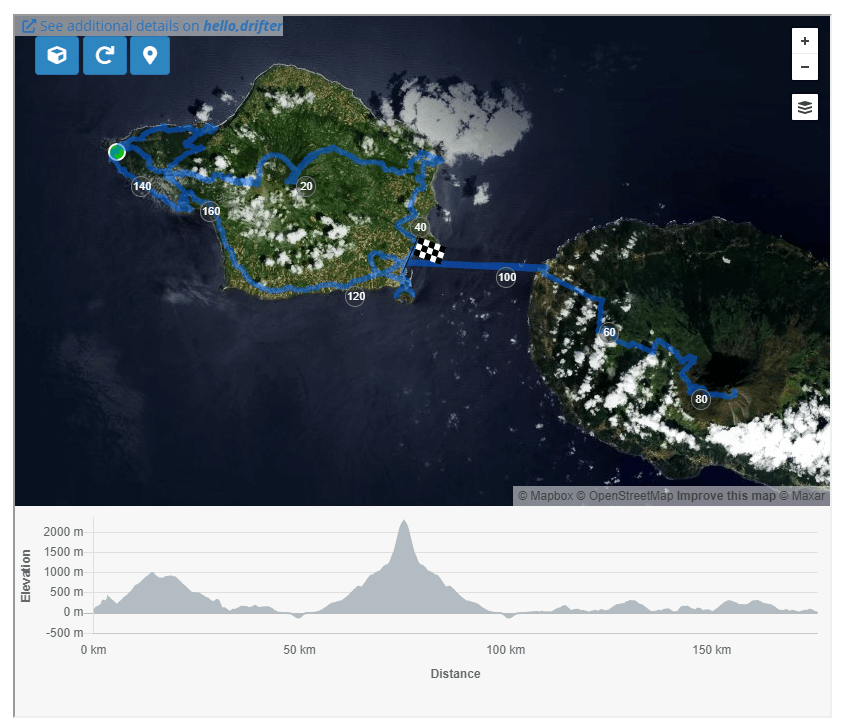 See additional details on hello,drifter
+
−
140
20
160
40
100
120
60
80
© Mapbox © OpenStreetMap Improve this map © Maxar
2000 m
1500 m
1000 m
500 m
0 m
-500 m
Elevation
0 km
50 km
100 km
150 km
Distance